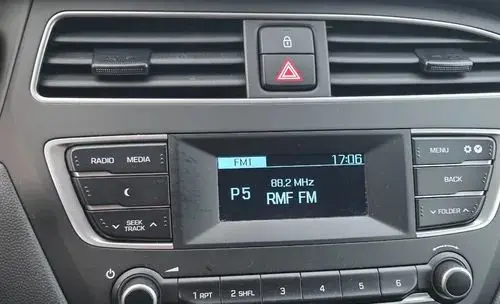 FM1 17:06
P5 88.2 MHz
RMF FM
RADIO MEDIA
MENU
BACK
SEEK
TRACK
FOLDER
1 RPT 2 SHFL 3 4 5 6